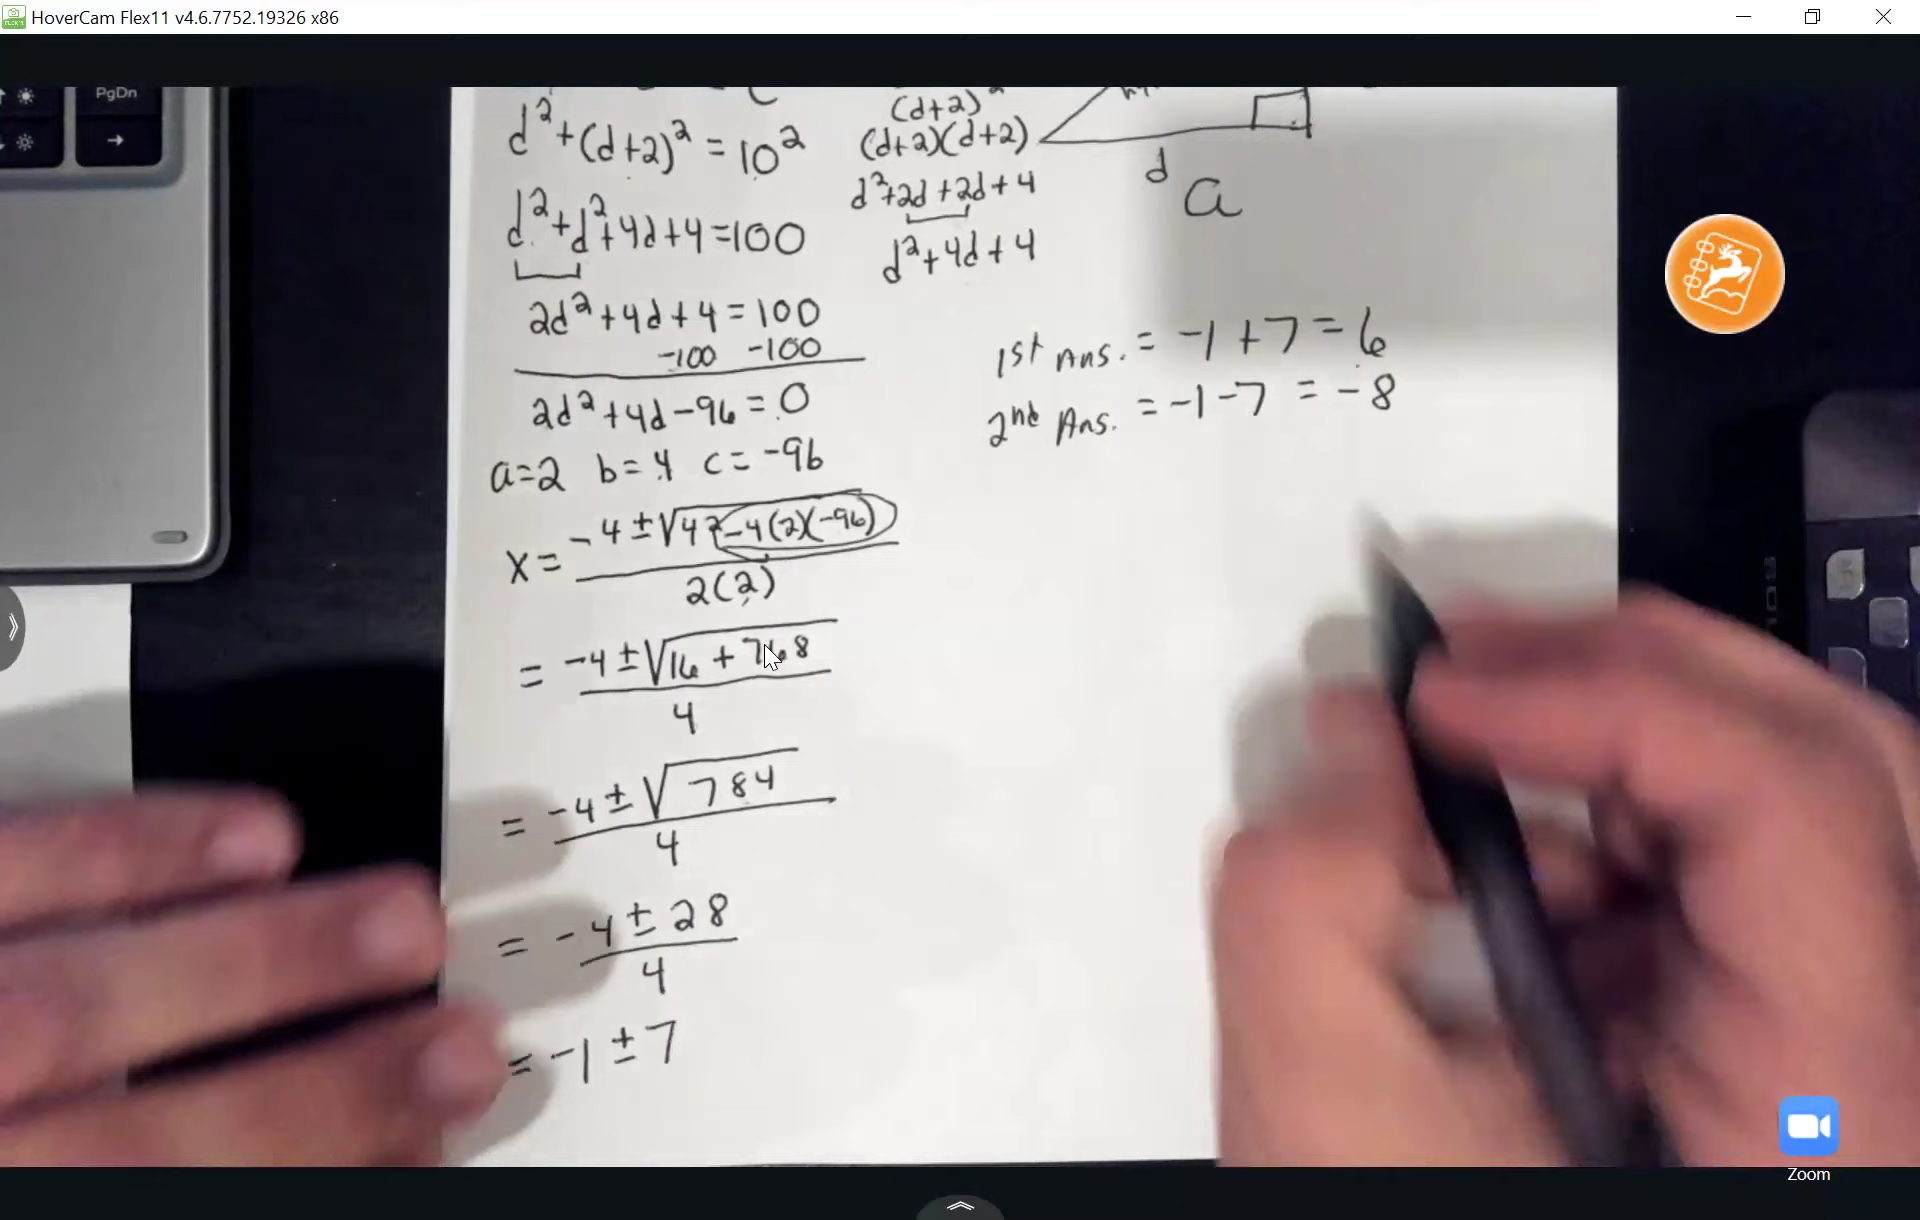 HoverCam Flex11 v4.6.7752.19326 x86
PgDn
d²+(d+2)²=10²
d²+d²+4d+4=100
2d²+4d+4=100
-100 -100
2d²+4d-96=0
a=2 b=4 c=-96
x= -4±√4²-4(2)(-96)
2(2)
= -4±√16+768
4
= -4±√784
4
= -4±28
4
= -1±7
(d+2)²
(d+2)(d+2)
d²+2d+2d+4
d²+4d+4
d
a
1st Ans. = -1+7=6
2nd Ans. =-1-7 =-8
Zoom